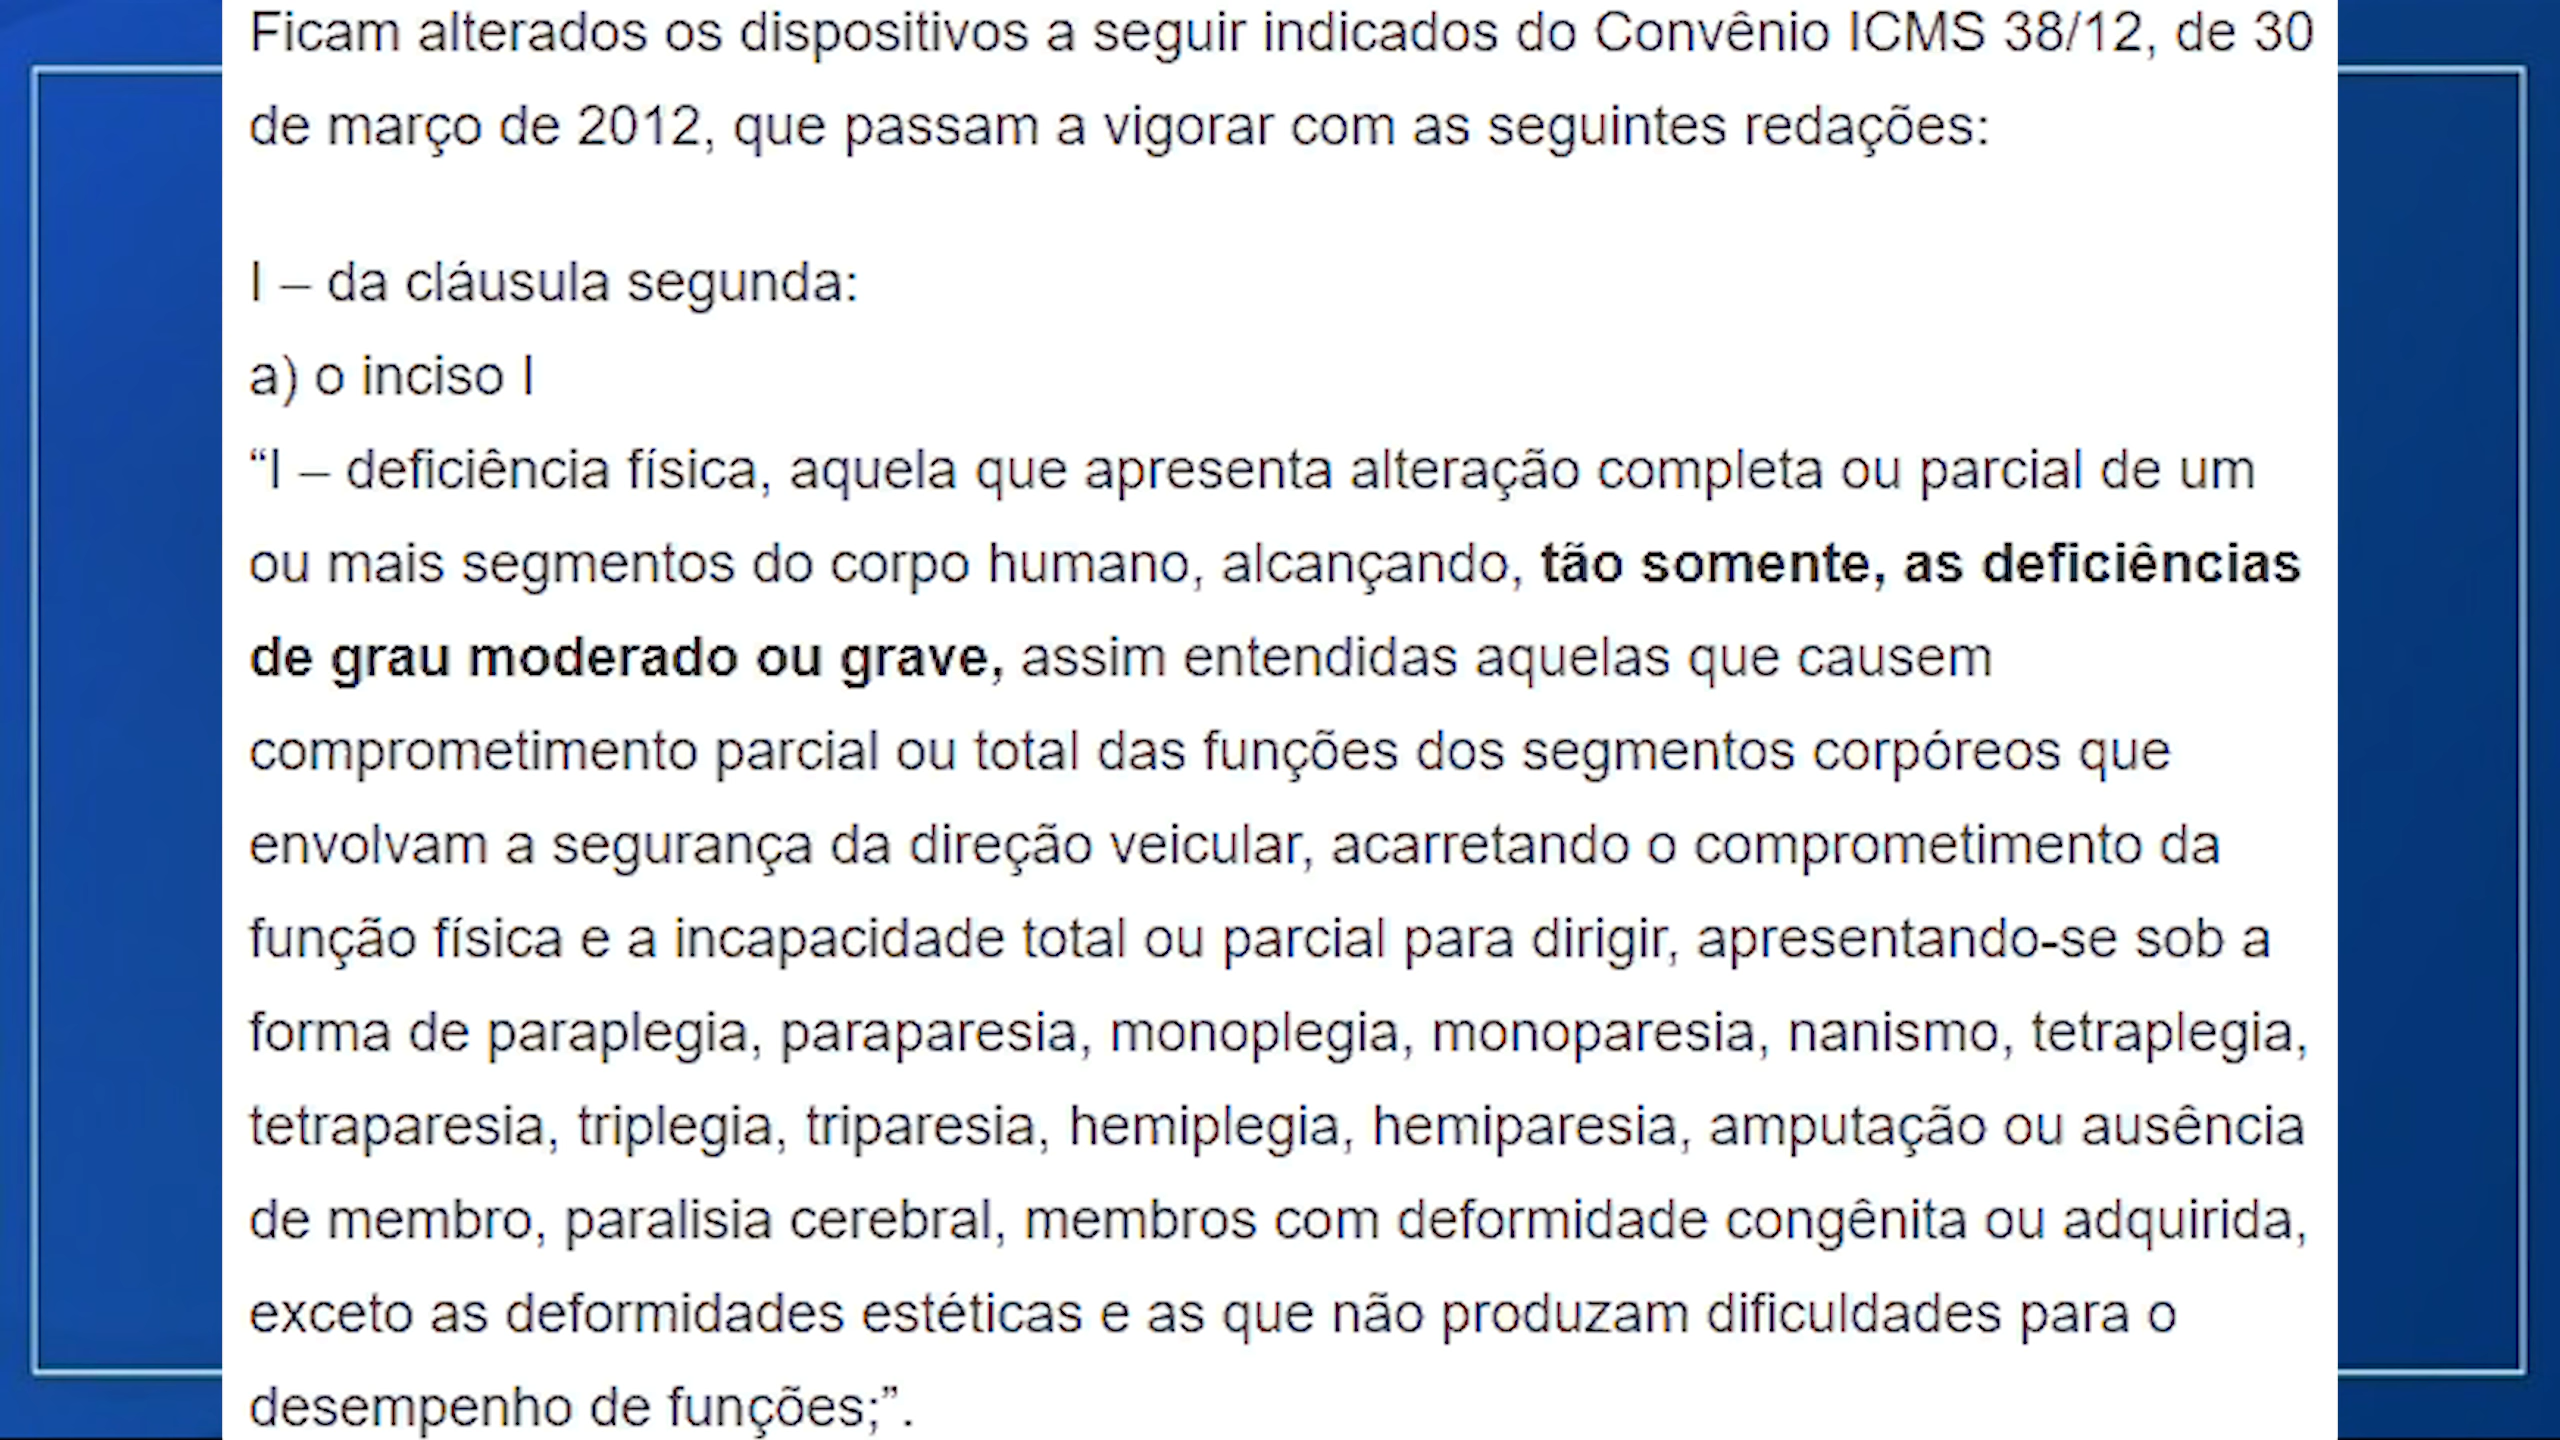 Ficam alterados os dispositivos a seguir indicados do Convênio ICMS 38/12, de 30
de março de 2012, que passam a vigorar com as seguintes redações:
I – da cláusula segunda:
a) o inciso I
“I – deficiência física, aquela que apresenta alteração completa ou parcial de um
ou mais segmentos do corpo humano, alcançando, tão somente, as deficiências
de grau moderado ou grave, assim entendidas aquelas que causem
comprometimento parcial ou total das funções dos segmentos corpóreos que
envolvam a segurança da direção veicular, acarretando o comprometimento da
função física e a incapacidade total ou parcial para dirigir, apresentando-se sob a
forma de paraplegia, paraparesia, monoplegia, monoparesia, nanismo, tetraplegia,
tetraparesia, triplegia, triparesia, hemiplegia, hemiparesia, amputação ou ausência
de membro, paralisia cerebral, membros com deformidade congênita ou adquirida,
exceto as deformidades estéticas e as que não produzam dificuldades para o
desempenho de funções;”.